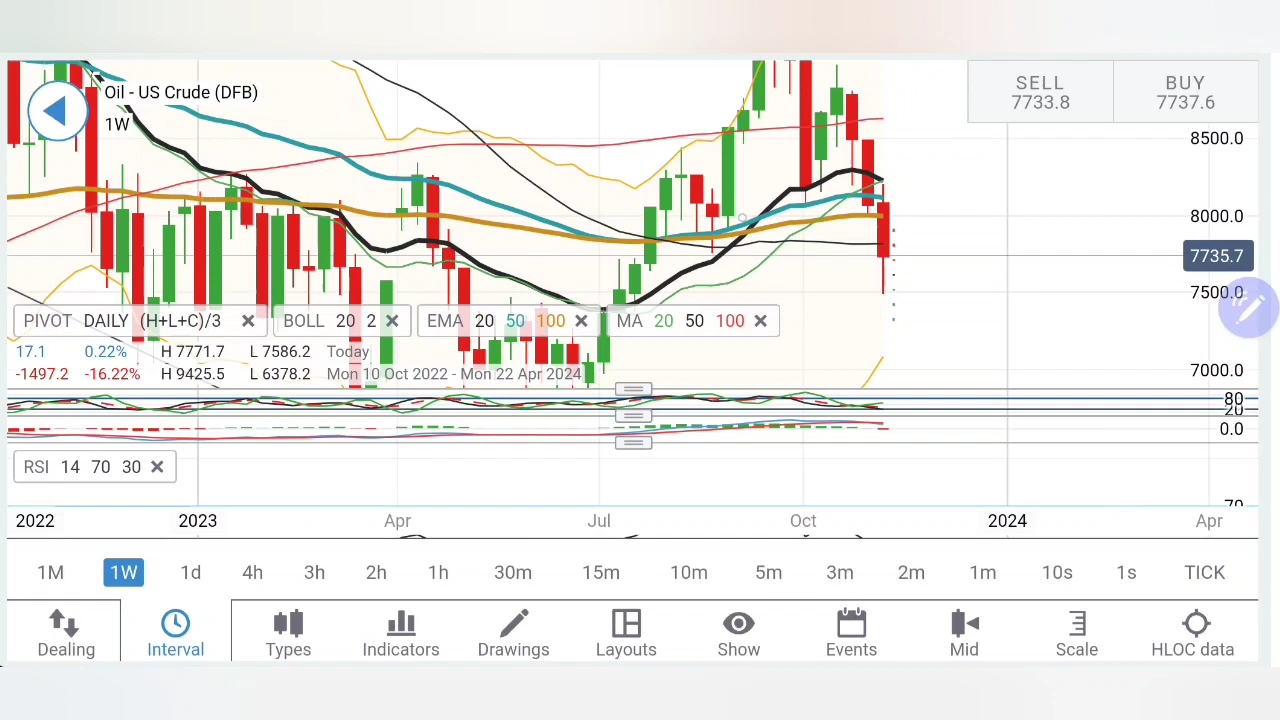 Oil - US Crude (DFB)
1W
SELL
7733.8
BUY
7737.6
8500.0
8000.0
7735.7
7500.0
7000.0
PIVOT DAILY (H+L+C)/3
BOLL 20 2
EMA 20 50 100
MA 20 50 100
17.1 0.22% H 7771.7 L 7586.2 Today
-1497.2 -16.22% H 9425.5 L 6378.2 Mon 10 Oct 2022 - Mon 22 Apr 2024
80
20
0.0
RSI 14 70 30
70
2022 2023 Apr Jul Oct 2024 Apr
1M 1W 1d 4h 3h 2h 1h 30m 15m 10m 5m 3m 2m 1m 10s 1s TICK
Dealing Interval Types Indicators Drawings Layouts Show Events Mid Scale HLOC data